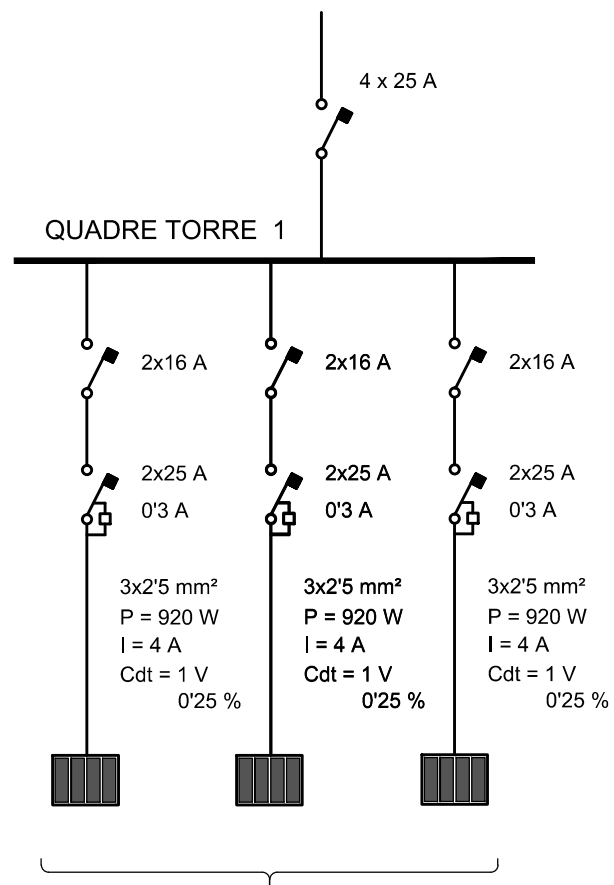 4 x 25 A
QUADRE TORRE 1
2x16 A
2x16 A
2x16 A
2x25 A
0'3 A
2x25 A
0'3 A
2x25 A
0'3 A
3x2'5 mm²
P = 920 W
I = 4 A
Cdt = 1 V
0'25 %
3x2'5 mm²
P = 920 W
I = 4 A
Cdt = 1 V
0'25 %
3x2'5 mm²
P = 920 W
I = 4 A
Cdt = 1 V
0'25 %